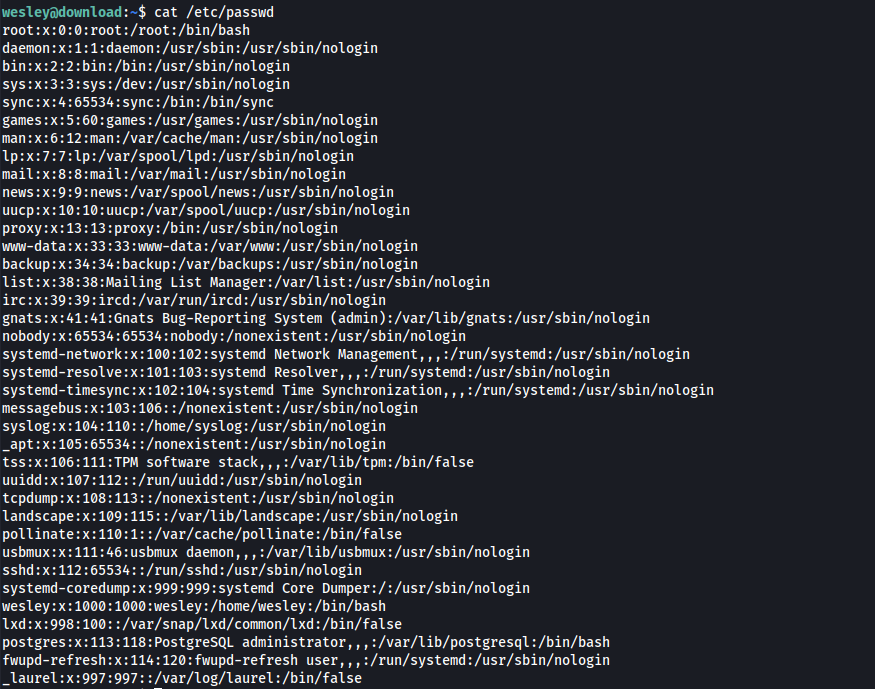 wesley@download:~$ cat /etc/passwd
root:x:0:0:root:/root:/bin/bash
daemon:x:1:1:daemon:/usr/sbin:/usr/sbin/nologin
bin:x:2:2:bin:/bin:/usr/sbin/nologin
sys:x:3:3:sys:/dev:/usr/sbin/nologin
sync:x:4:65534:sync:/bin:/bin/sync
games:x:5:60:games:/usr/games:/usr/sbin/nologin
man:x:6:12:man:/var/cache/man:/usr/sbin/nologin
lp:x:7:7:lp:/var/spool/lpd:/usr/sbin/nologin
mail:x:8:8:mail:/var/mail:/usr/sbin/nologin
news:x:9:9:news:/var/spool/news:/usr/sbin/nologin
uucp:x:10:10:uucp:/var/spool/uucp:/usr/sbin/nologin
proxy:x:13:13:proxy:/bin:/usr/sbin/nologin
www-data:x:33:33:www-data:/var/www:/usr/sbin/nologin
backup:x:34:34:backup:/var/backups:/usr/sbin/nologin
list:x:38:38:Mailing List Manager:/var/list:/usr/sbin/nologin
irc:x:39:39:ircd:/var/run/ircd:/usr/sbin/nologin
gnats:x:41:41:Gnats Bug-Reporting System (admin):/var/lib/gnats:/usr/sbin/nologin
nobody:x:65534:65534:nobody:/nonexistent:/usr/sbin/nologin
systemd-network:x:100:102:systemd Network Management,,,:/run/systemd:/usr/sbin/nologin
systemd-resolve:x:101:103:systemd Resolver,,,:/run/systemd:/usr/sbin/nologin
systemd-timesync:x:102:104:systemd Time Synchronization,,,:/run/systemd:/usr/sbin/nologin
messagebus:x:103:106::/nonexistent:/usr/sbin/nologin
syslog:x:104:110::/home/syslog:/usr/sbin/nologin
_apt:x:105:65534::/nonexistent:/usr/sbin/nologin
tss:x:106:111:TPM software stack,,,:/var/lib/tpm:/bin/false
uuidd:x:107:112::/run/uuidd:/usr/sbin/nologin
tcpdump:x:108:113::/nonexistent:/usr/sbin/nologin
landscape:x:109:115::/var/lib/landscape:/usr/sbin/nologin
pollinate:x:110:1::/var/cache/pollinate:/bin/false
usbmux:x:111:46:usbmux daemon,,,:/var/lib/usbmux:/usr/sbin/nologin
sshd:x:112:65534::/run/sshd:/usr/sbin/nologin
systemd-coredump:x:999:999:systemd Core Dumper:/:/usr/sbin/nologin
wesley:x:1000:1000:wesley:/home/wesley:/bin/bash
lxd:x:998:100::/var/snap/lxd/common/lxd:/bin/false
postgres:x:113:118:PostgreSQL administrator,,,:/var/lib/postgresql:/bin/bash
fwupd-refresh:x:114:120:fwupd-refresh user,,,:/run/systemd:/usr/sbin/nologin
_laurel:x:997:997::/var/log/laurel:/bin/false